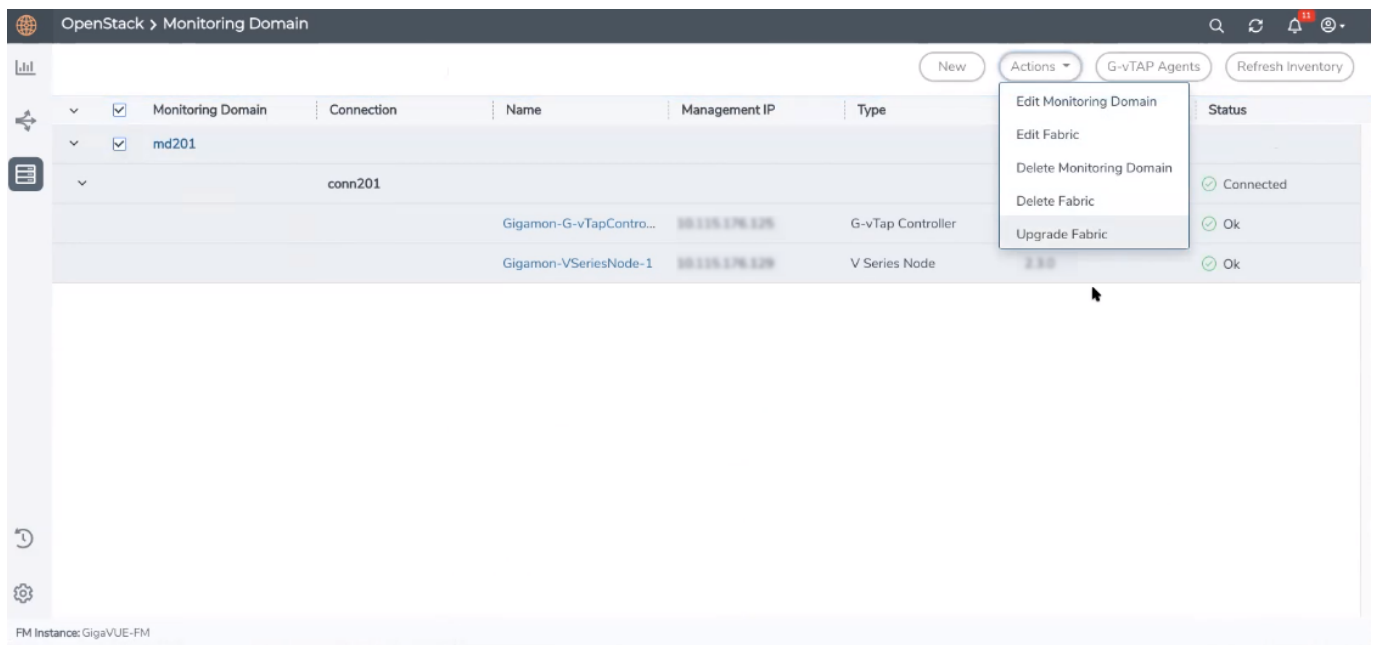 OpenStack > Monitoring Domain
11
New Actions G-vTAP Agents Refresh Inventory
Edit Monitoring Domain
Edit Fabric
Delete Monitoring Domain
Delete Fabric
Upgrade Fabric
Monitoring Domain Connection Name Management IP Type Status
md201
conn201 Connected
Gigamon-G-vTapContro... G-vTap Controller Ok
Gigamon-VSeriesNode-1 V Series Node Ok
FM Instance: GigaVUE-FM